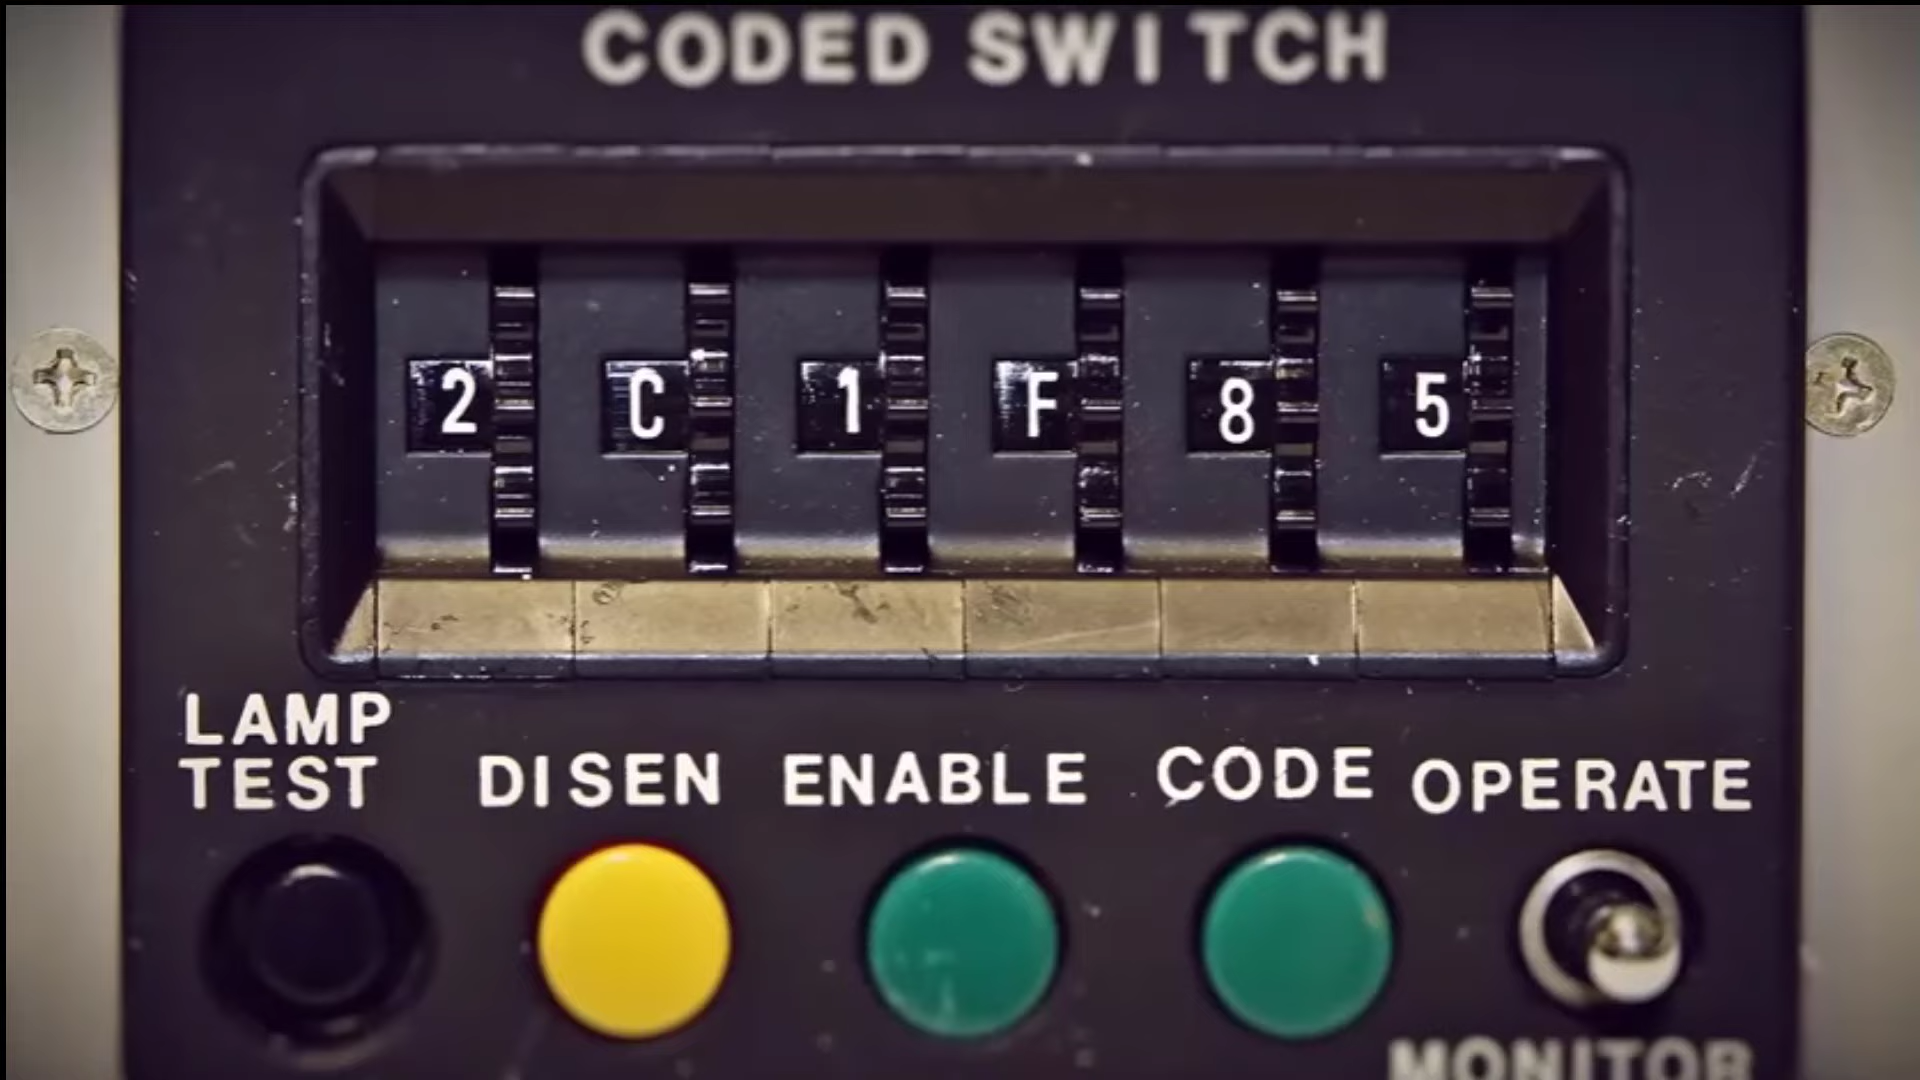 CODED SWITCH
2 C 1 F 8 5
LAMP
TEST
DISEN ENABLE CODE OPERATE
MONITOR